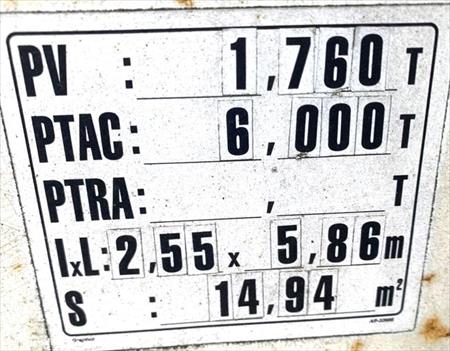 PV : 1,760 T
PTAC: 6,000 T
PTRA: , T
IxL: 2,55 x 5,86 m
S : 14,94 m²